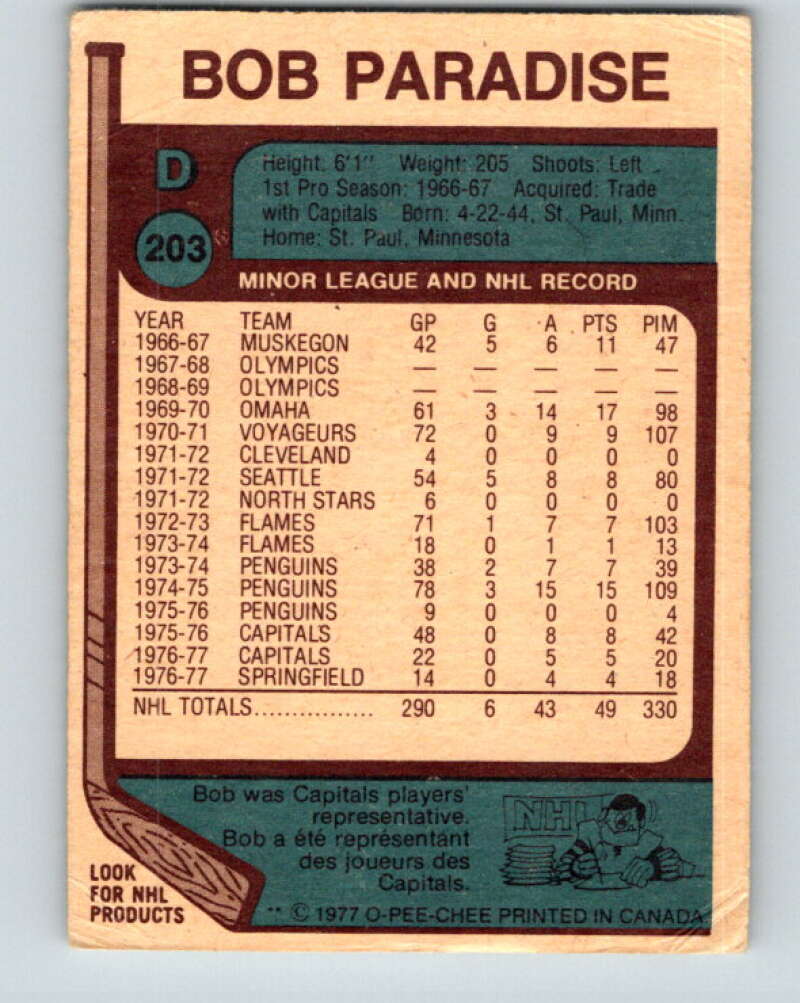 BOB PARADISE
D
203
Height: 6'1" Weight: 205 Shoots: Left
1st Pro Season: 1966-67 Acquired: Trade
with Capitals Born: 4-22-44, St. Paul, Minn.
Home: St. Paul, Minnesota
MINOR LEAGUE AND NHL RECORD
YEAR TEAM GP G A PTS PIM
1966-67 MUSKEGON 42 5 6 11 47
1967-68 OLYMPICS — — — — —
1968-69 OLYMPICS — — — — —
1969-70 OMAHA 61 3 14 17 98
1970-71 VOYAGEURS 72 0 9 9 107
1971-72 CLEVELAND 4 0 0 0 0
1971-72 SEATTLE 54 5 8 8 80
1971-72 NORTH STARS 6 0 0 0 0
1972-73 FLAMES 71 1 7 7 103
1973-74 FLAMES 18 0 1 1 13
1973-74 PENGUINS 38 2 7 7 39
1974-75 PENGUINS 78 3 15 15 109
1975-76 PENGUINS 9 0 0 0 4
1975-76 CAPITALS 48 0 8 8 42
1976-77 CAPITALS 22 0 5 5 20
1976-77 SPRINGFIELD 14 0 4 4 18
NHL TOTALS................ 290 6 43 49 330
Bob was Capitals players'
representative.
Bob a été représentant
des joueurs des
Capitals.
NHL
LOOK
FOR NHL
PRODUCTS
** © 1977 O-PEE-CHEE PRINTED IN CANADA